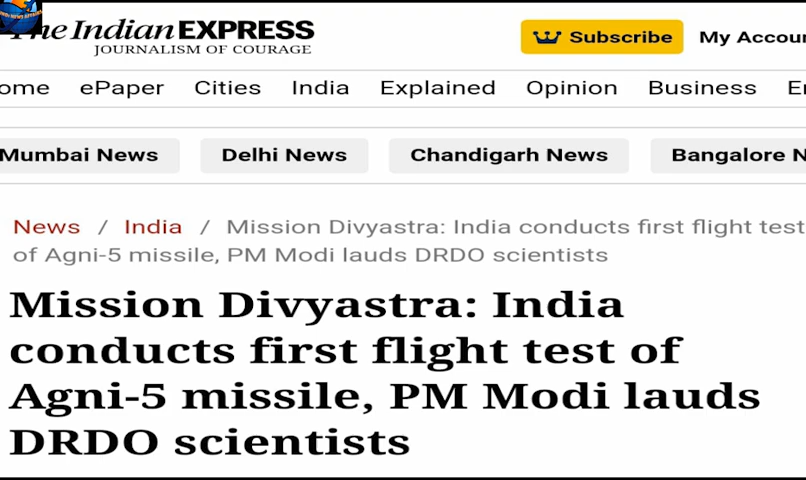 The Indian EXPRESS
JOURNALISM OF COURAGE
Subscribe
My Accou
ome ePaper Cities India Explained Opinion Business E
Mumbai News Delhi News Chandigarh News Bangalore N
News / India / Mission Divyastra: India conducts first flight test
of Agni-5 missile, PM Modi lauds DRDO scientists
Mission Divyastra: India
conducts first flight test of
Agni-5 missile, PM Modi lauds
DRDO scientists